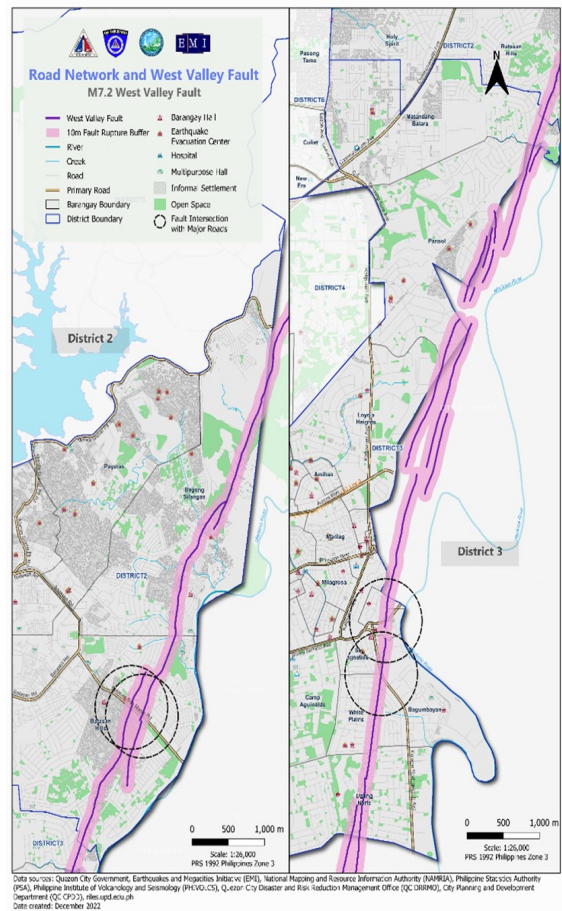 EMI
Road Network and West Valley Fault
M7.2 West Valley Fault
West Valley Fault
10m Fault Rupture Buffer
River
Creek
Road
Primary Road
Barangay Boundary
District Boundary
Barangay Hall
Earthquake
Evacuation Center
Hospital
Multipurpose Hall
Informal Settlement
Open Space
Fault Intersection
with Major Roads
District 2
Payatas
Bagong
Silangan
DISTRICT2
Batasan
Hills
DISTRICT3
0 500 1,000 m
Scale: 1:26,000
PRS 1992 Philippines Zone 3
Holy
Spirit
DISTRICT2
Batasan
Hills
N
Pasong
Tamo
DISTRICT6
Matandang
Balara
Culiat
New
Era
Pansol
DISTRICT4
Loyola
Heights
DISTRICT3
Amihan
Marilag
Milagrosa
District 3
Camp
Aguinaldo
White
Plains
Bagumbayan
Ugong
Norte
0 500 1,000 m
Scale: 1:26,000
PRS 1992 Philippines Zone 3
Data sources: Quezon City Government, Earthquakes and Megacities Initiative (EMI), National Mapping and Resource Information Authority (NAMRIA), Philippine Statistics Authority
(PSA), Philippine Institute of Volcanology and Seismology (PHIVOLCS), Quezon City Disaster and Risk Reduction Management Office (QC DRRMO), City Planning and Development
Department (QC CPDD), nles.upd.edu.ph
Date created: December 2022